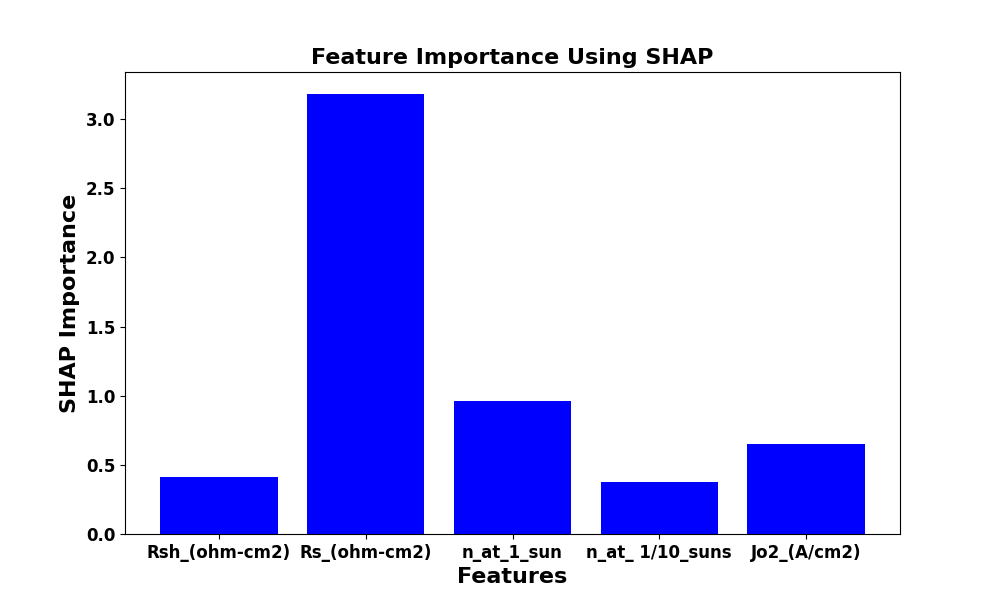 Feature Importance Using SHAP
SHAP Importance
3.0
2.5
2.0
1.5
1.0
0.5
0.0
Rsh_(ohm-cm2) Rs_(ohm-cm2) n_at_1_sun n_at_ 1/10_suns Jo2_(A/cm2)
Features